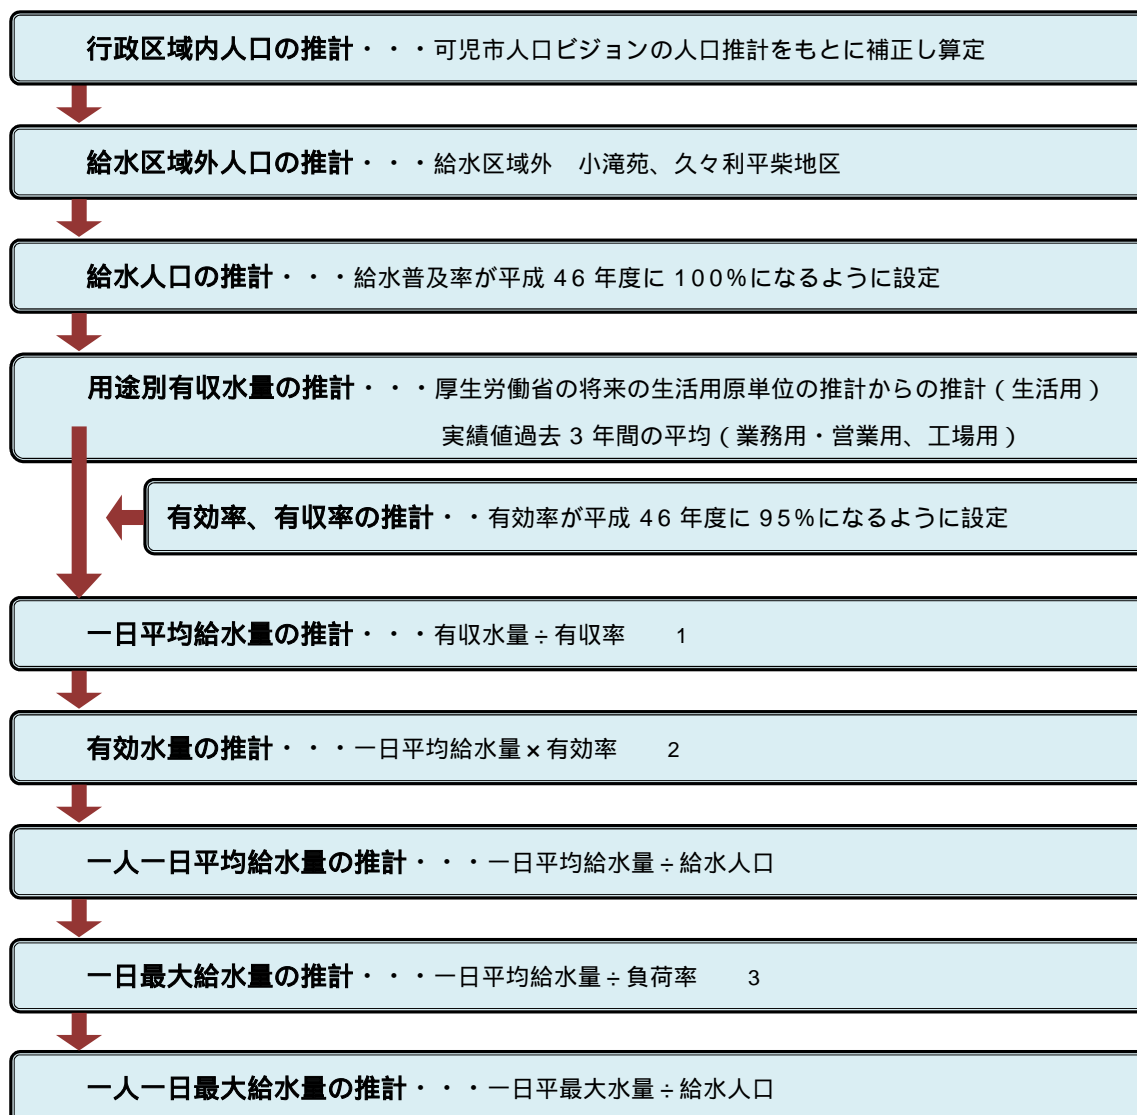 行政区域内人口の推計・・・可児市人口ビジョンの人口推計をもとに補正し算定
給水区域外人口の推計・・・給水区域外　小滝苑、久々利平柴地区
給水人口の推計・・・給水普及率が平成 46 年度に 100%になるように設定
用途別有収水量の推計・・・厚生労働省の将来の生活用原単位の推計からの推計（生活用）
実績値過去 3 年間の平均（業務用・営業用、工場用）
有効率、有収率の推計・・有効率が平成 46 年度に 95%になるように設定
一日平均給水量の推計・・・有収水量÷有収率　　1
有効水量の推計・・・一日平均給水量×有効率　　2
一人一日平均給水量の推計・・・一日平均給水量÷給水人口
一日最大給水量の推計・・・一日平均給水量÷負荷率　　3
一人一日最大給水量の推計・・・一日平最大水量÷給水人口